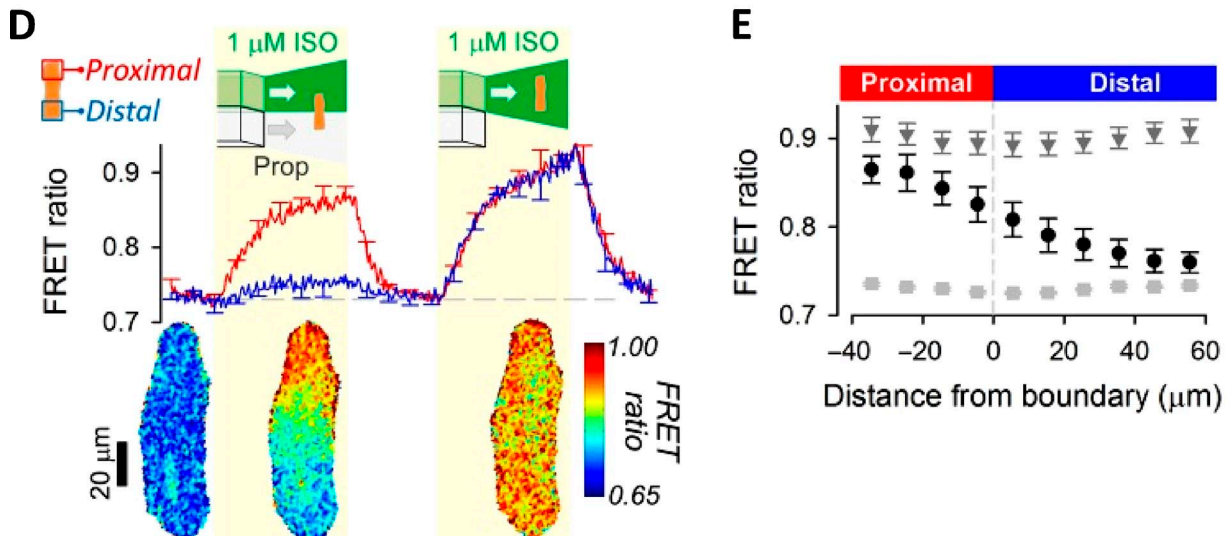 D
1 μM ISO
1 μM ISO
Proximal
Distal
Prop
FRET ratio
0.9
0.8
0.7
20 μm
1.00
0.65
FRET
ratio
E
Proximal
Distal
FRET ratio
0.9
0.8
0.7
−40
−20
0
20
40
60
Distance from boundary (μm)